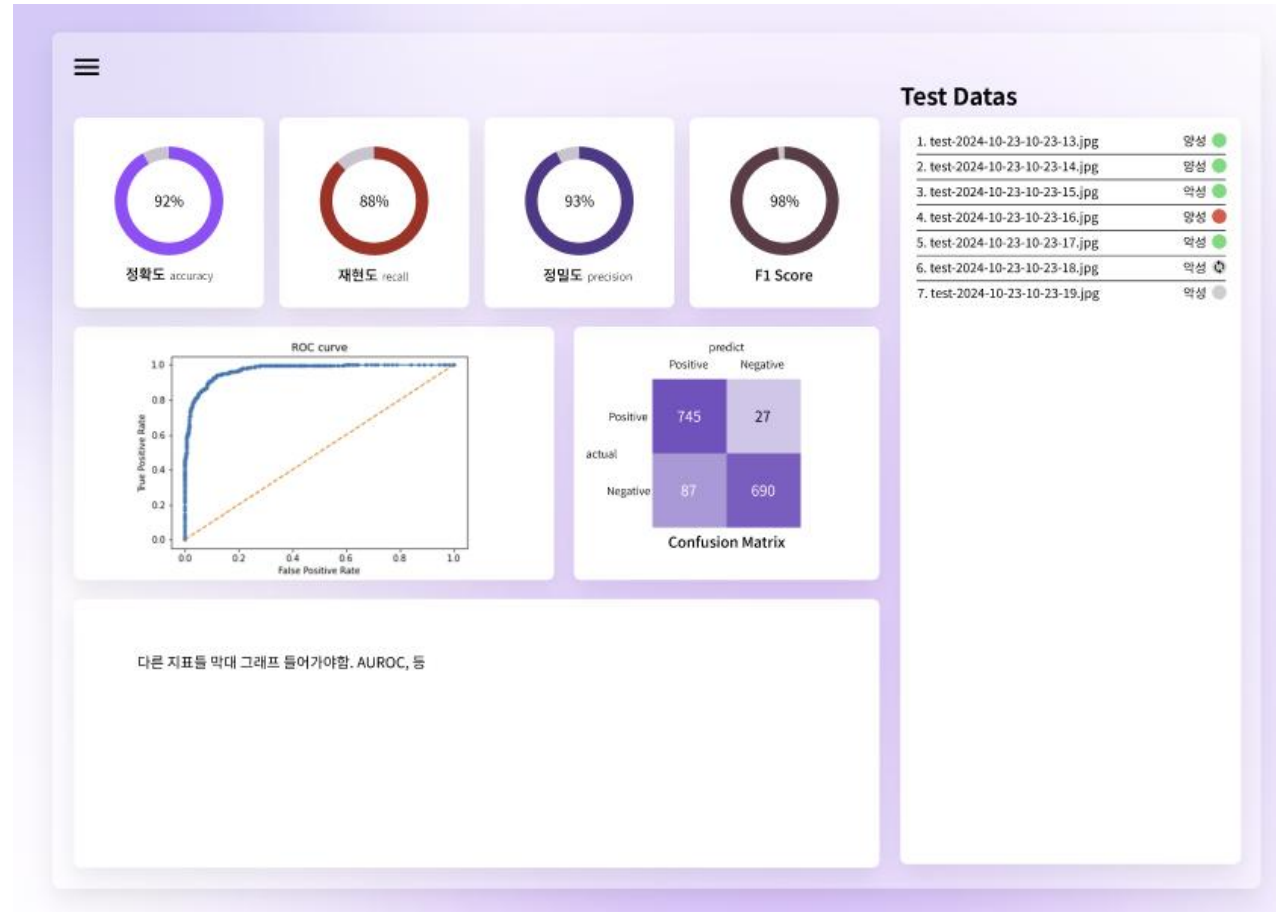 Test Datas
92%
정확도 accuracy
88%
재현도 recall
93%
정밀도 precision
98%
F1 Score
1. test-2024-10-23-10-23-13.jpg 양성
2. test-2024-10-23-10-23-14.jpg 양성
3. test-2024-10-23-10-23-15.jpg 악성
4. test-2024-10-23-10-23-16.jpg 양성
5. test-2024-10-23-10-23-17.jpg 악성
6. test-2024-10-23-10-23-18.jpg 악성
7. test-2024-10-23-10-23-19.jpg 악성
ROC curve
True Positive Rate
1.0
0.8
0.6
0.4
0.2
0.0
0.0 0.2 0.4 0.6 0.8 1.0
False Positive Rate
predict
Positive Negative
Positive 745 27
actual
Negative 87 690
Confusion Matrix
다른 지표들 막대 그래프 들어가야함. AUROC, 등